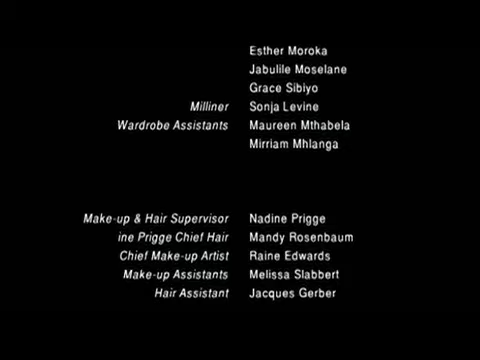 Esther Moroka
Jabulile Moselane
Grace Sibiyo
Milliner Sonja Levine
Wardrobe Assistants Maureen Mthabela
Mirriam Mhlanga
Make-up & Hair Supervisor Nadine Prigge
ine Prigge Chief Hair Mandy Rosenbaum
Chief Make-up Artist Raine Edwards
Make-up Assistants Melissa Slabbert
Hair Assistant Jacques Gerber